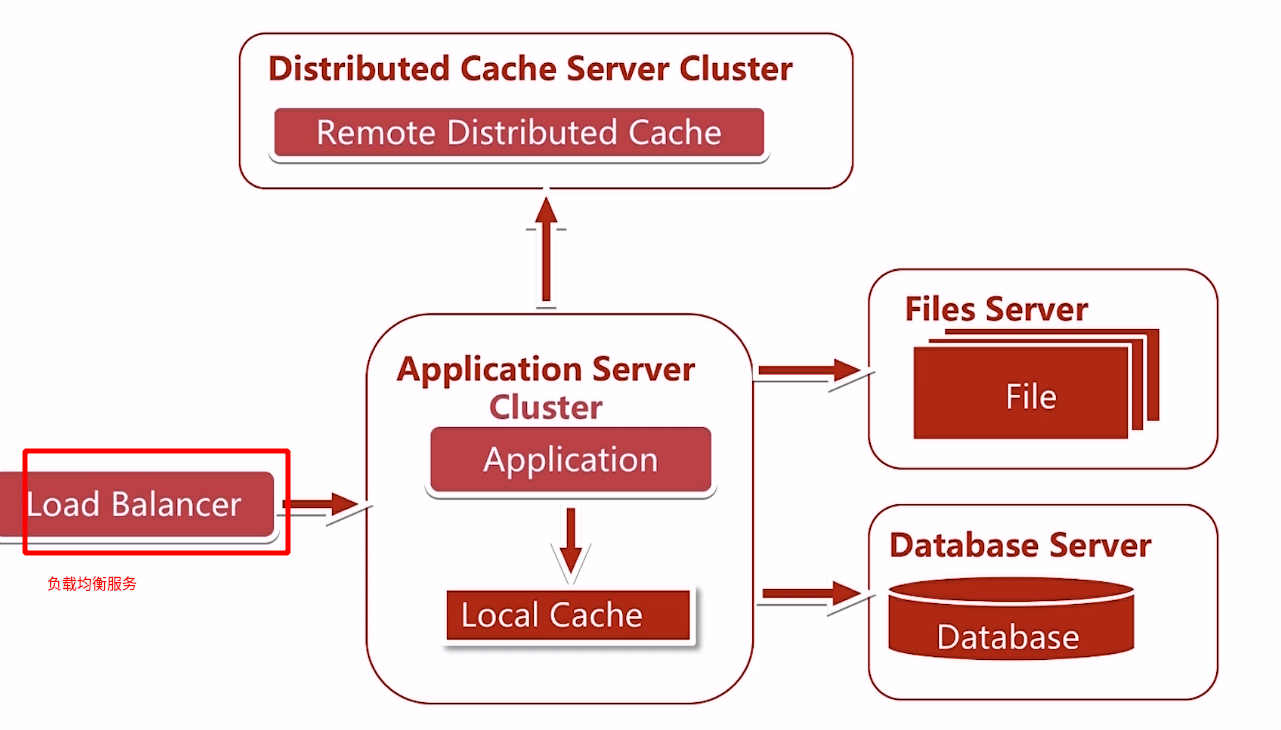 Distributed Cache Server Cluster
Remote Distributed Cache
Files Server
File
Application Server
Cluster
Application
Load Balancer
负载均衡服务
Local Cache
Database Server
Database